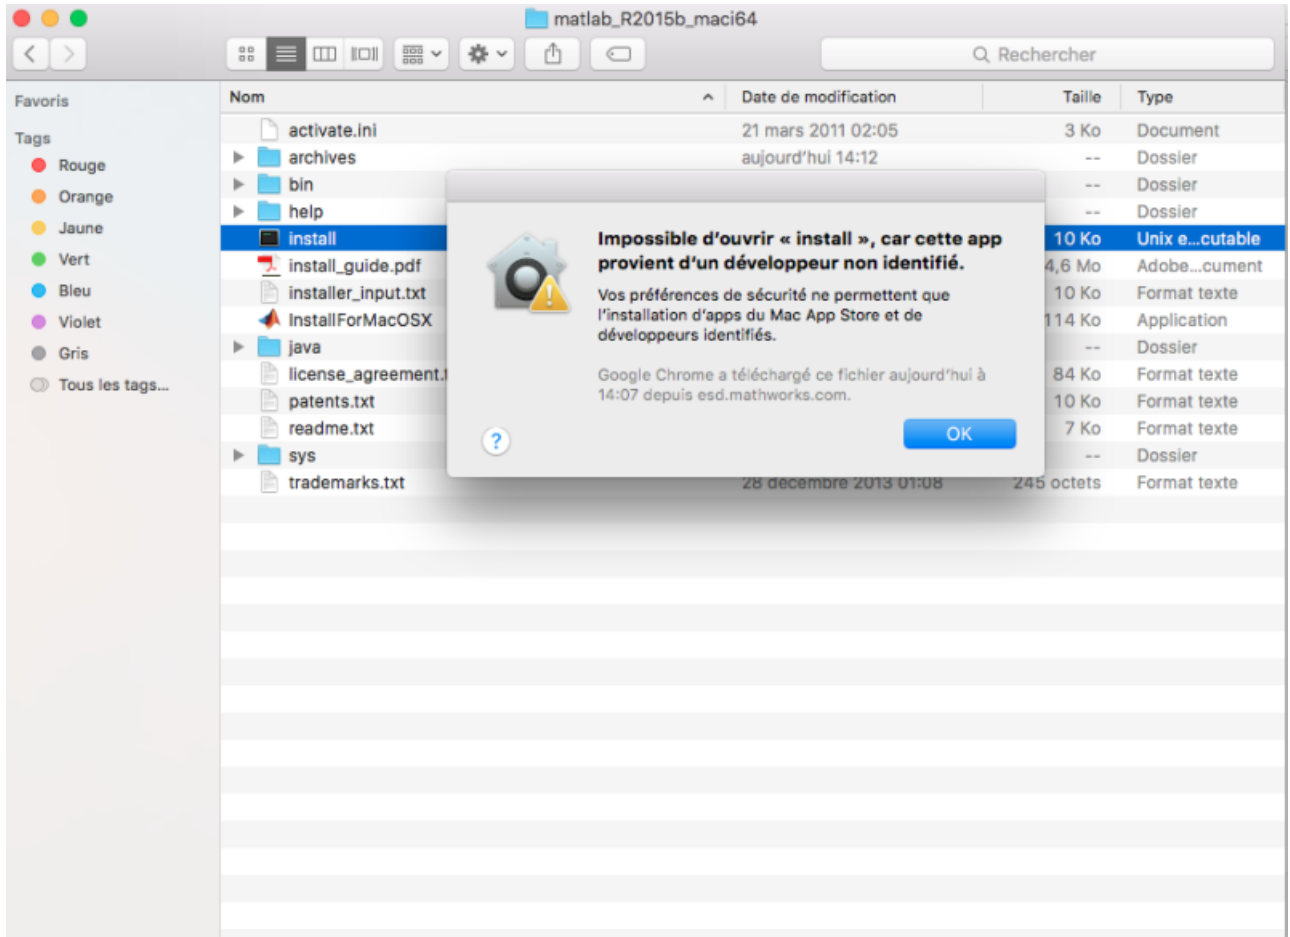 matlab_R2015b_maci64
Rechercher
Favoris
Tags
Rouge
Orange
Jaune
Vert
Bleu
Violet
Gris
Tous les tags...
Nom Date de modification Taille Type
activate.ini 21 mars 2011 02:05 3 Ko Document
archives aujourd'hui 14:12 -- Dossier
bin -- Dossier
help -- Dossier
install 10 Ko Unix e...cutable
install_guide.pdf 4,6 Mo Adobe...cument
installer_input.txt 10 Ko Format texte
InstallForMacOSX 114 Ko Application
java -- Dossier
license_agreement. 84 Ko Format texte
patents.txt 10 Ko Format texte
readme.txt 7 Ko Format texte
sys -- Dossier
trademarks.txt 28 décembre 2013 01:08 245 octets Format texte
Impossible d'ouvrir « install », car cette app
provient d'un développeur non identifié.
Vos préférences de sécurité ne permettent que
l'installation d'apps du Mac App Store et de
développeurs identifiés.
Google Chrome a téléchargé ce fichier aujourd'hui à
14:07 depuis esd.mathworks.com.
?
OK